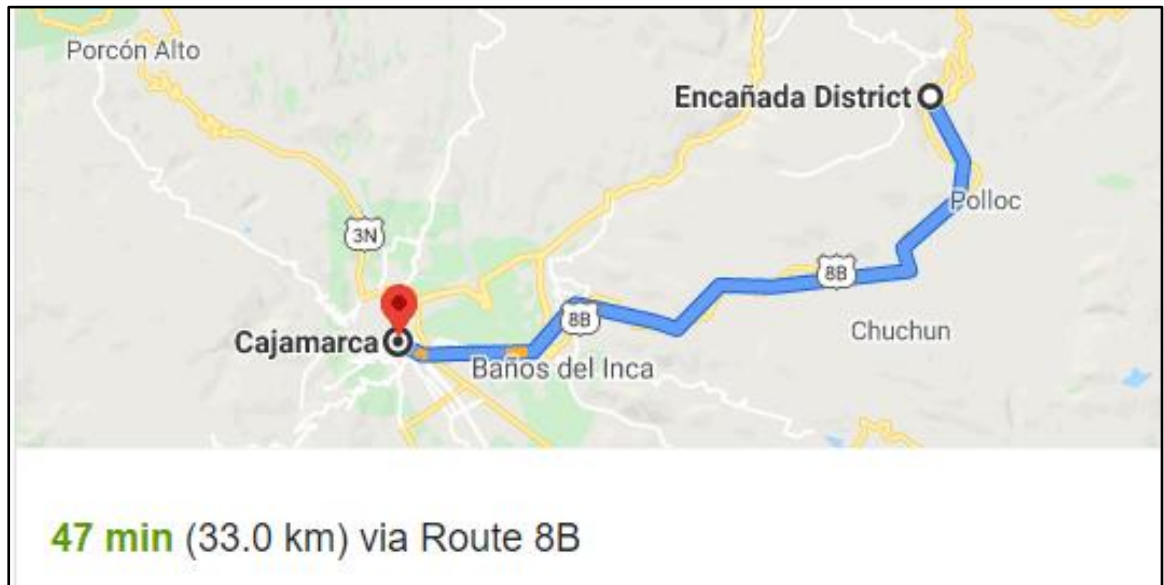 Porcón Alto
Encañada District
Polloc
3N
8B
8B
Chuchun
Cajamarca
Baños del Inca
47 min (33.0 km) via Route 8B